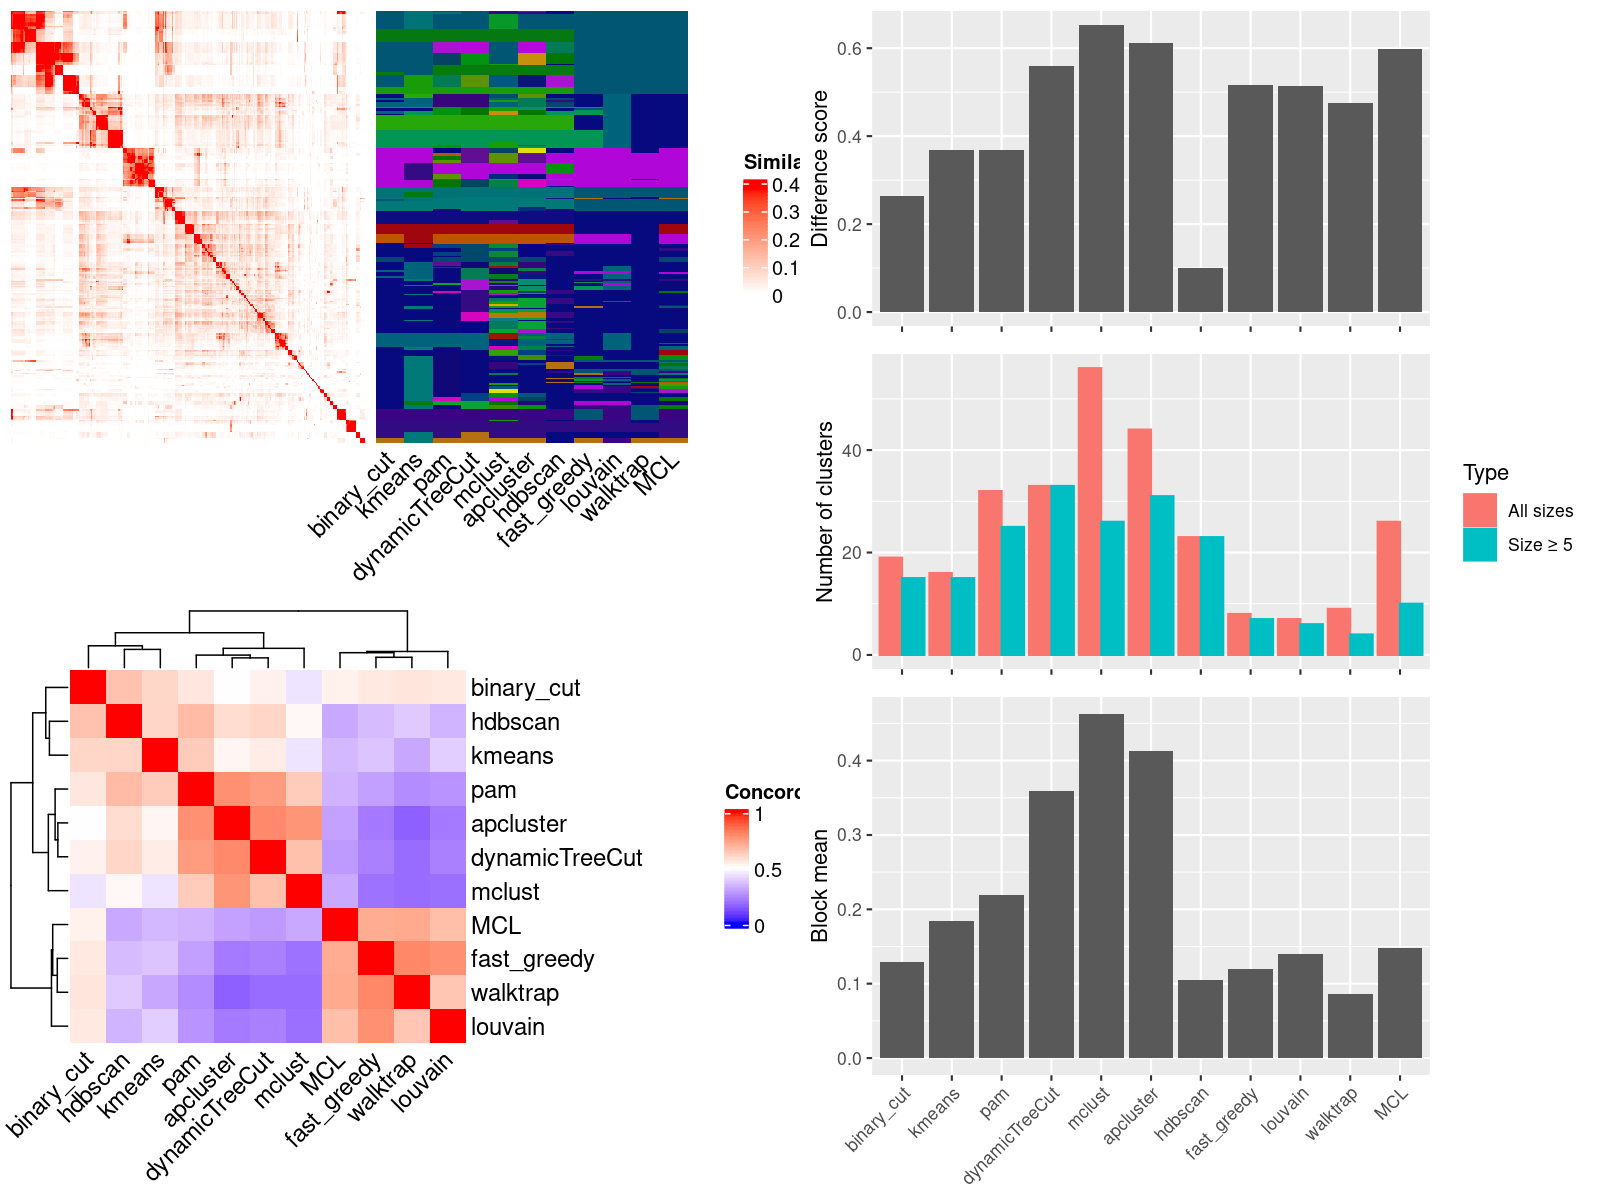 Simila
0.4
0.3
0.2
0.1
0
binary_cut
kmeans
pam
dynamicTreeCut
mclust
apcluster
hdbscan
fast_greedy
louvain
walktrap
MCL
Difference score
0.6
0.4
0.2
0.0
Number of clusters
40
20
0
Type
All sizes
Size ≥ 5
Block mean
0.4
0.3
0.2
0.1
0.0
binary_cut
kmeans
pam
dynamicTreeCut
mclust
apcluster
hdbscan
fast_greedy
louvain
walktrap
MCL
binary_cut
hdbscan
kmeans
pam
apcluster
dynamicTreeCut
mclust
MCL
fast_greedy
walktrap
louvain
Concord
1
0.5
0
binary_cut
hdbscan
kmeans
pam
apcluster
dynamicTreeCut
mclust
MCL
fast_greedy
walktrap
louvain